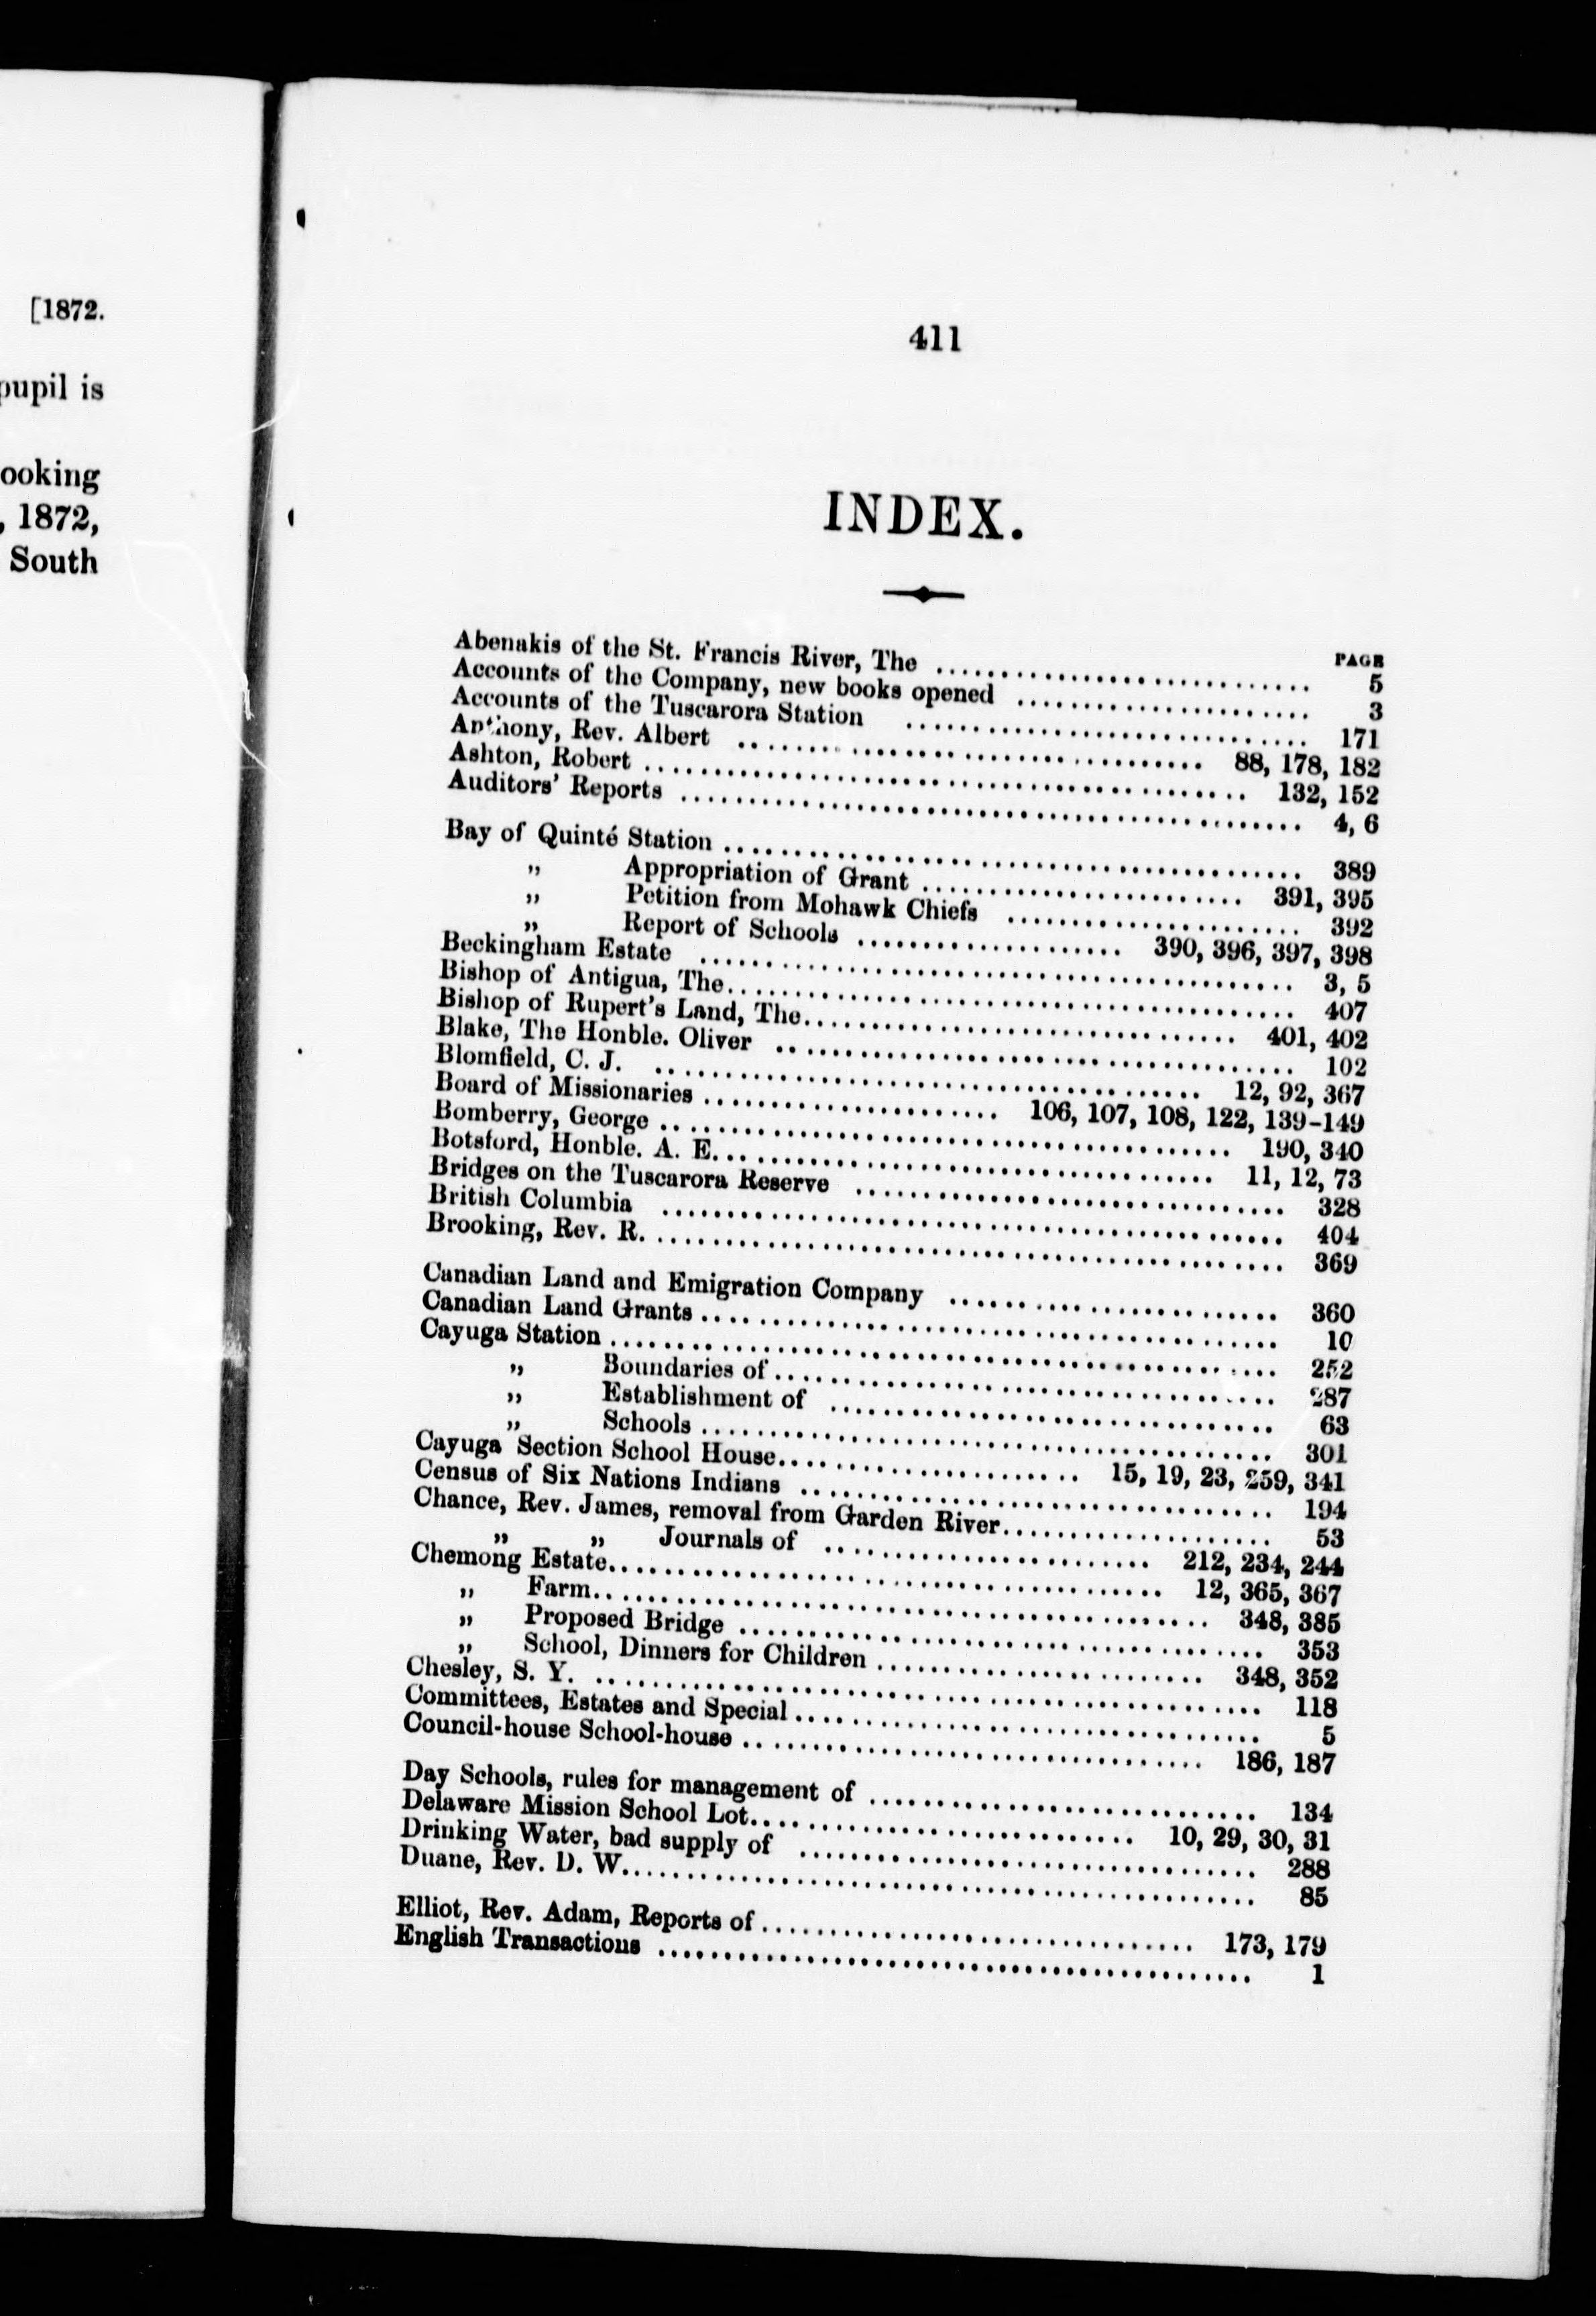 [1872.
pupil is
ooking
, 1872,
South
411
INDEX.
PAGE
Abenakis of the St. Francis River, The ........ 5
Accounts of the Company, new books opened ........ 3
Accounts of the Tuscarora Station ........ 171
Anthony, Rev. Albert ........ 88, 178, 182
Ashton, Robert ........ 132, 152
Auditors' Reports ........ 4, 6
Bay of Quinté Station ........ 389
„ Appropriation of Grant ........ 391, 395
„ Petition from Mohawk Chiefs ........ 392
„ Report of Schools ........ 390, 396, 397, 398
Beckingham Estate ........ 3, 5
Bishop of Antigua, The ........ 407
Bishop of Rupert's Land, The ........ 401, 402
Blake, The Honble. Oliver ........ 102
Blomfield, C. J. ........ 12, 92, 367
Board of Missionaries ........ 106, 107, 108, 122, 139-149
Bomberry, George ........ 190, 340
Botsford, Honble. A. E. ........ 11, 12, 73
Bridges on the Tuscarora Reserve ........ 328
British Columbia ........ 404
Brooking, Rev. R. ........ 369
Canadian Land and Emigration Company ........ 360
Canadian Land Grants ........ 10
Cayuga Station ........ 252
„ Boundaries of ........ 287
„ Establishment of ........ 63
„ Schools ........ 301
Cayuga Section School House ........ 15, 19, 23, 259, 341
Census of Six Nations Indians ........ 194
Chance, Rev. James, removal from Garden River ........ 53
„ „ Journals of ........ 212, 234, 244
Chemong Estate ........ 12, 365, 367
„ Farm ........ 348, 385
„ Proposed Bridge ........ 353
„ School, Dinners for Children ........ 348, 352
Chesley, S. Y. ........ 118
Committees, Estates and Special ........ 5
Council-house School-house ........ 186, 187
Day Schools, rules for management of ........ 134
Delaware Mission School Lot ........ 10, 29, 30, 31
Drinking Water, bad supply of ........ 288
Duane, Rev. D. W. ........ 85
Elliot, Rev. Adam, Reports of ........ 173, 179
English Transactions ........ 1